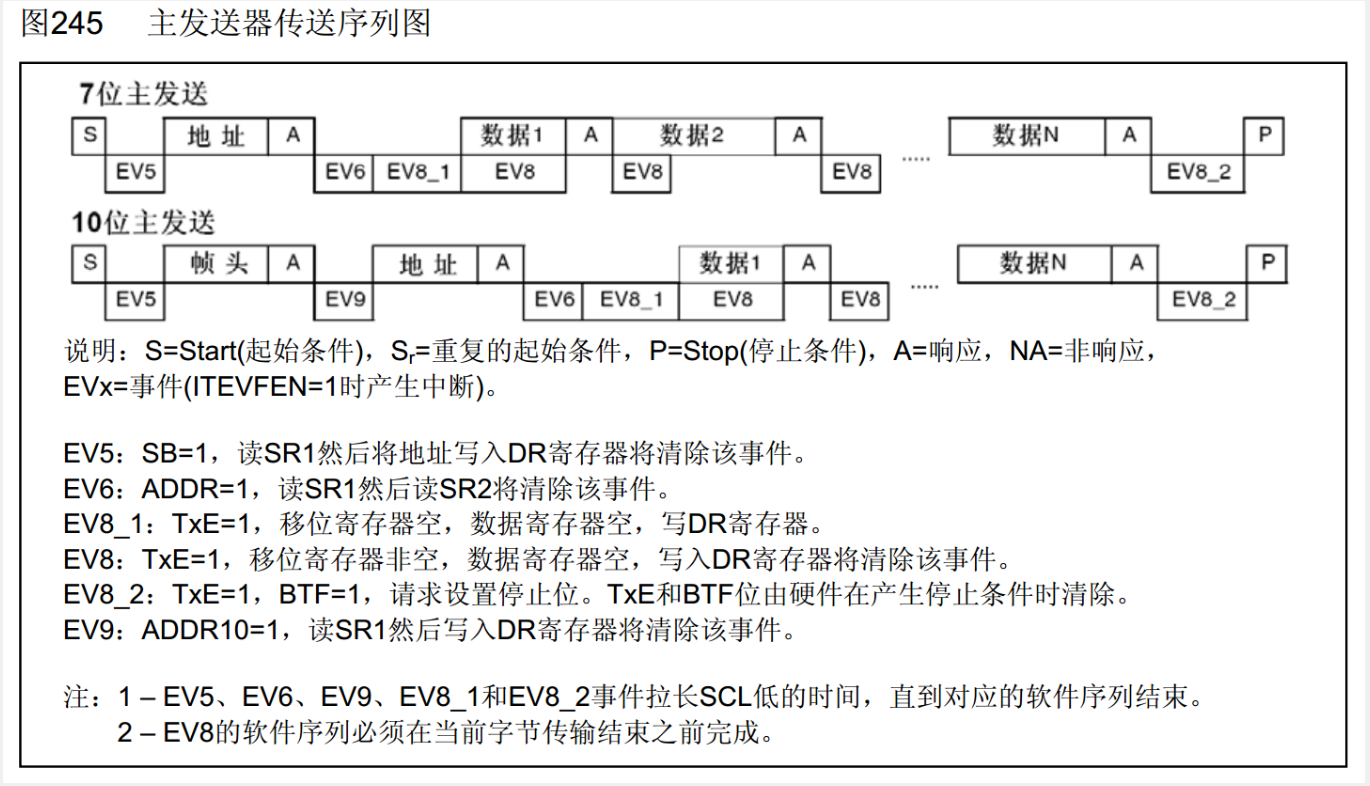 图245 主发送器传送序列图
7位主发送
S 地址 A 数据1 A 数据2 A ..... 数据N A P
EV5 EV6 EV8_1 EV8 EV8 EV8 EV8_2
10位主发送
S 帧头 A 地址 A 数据1 A ..... 数据N A P
EV5 EV9 EV6 EV8_1 EV8 EV8 EV8_2
说明：S=Start(起始条件)，Sr=重复的起始条件，P=Stop(停止条件)，A=响应，NA=非响应，
EVx=事件(ITEVFEN=1时产生中断)。
EV5：SB=1，读SR1然后将地址写入DR寄存器将清除该事件。
EV6：ADDR=1，读SR1然后读SR2将清除该事件。
EV8_1：TxE=1，移位寄存器空，数据寄存器空，写DR寄存器。
EV8：TxE=1，移位寄存器非空，数据寄存器空，写入DR寄存器将清除该事件。
EV8_2：TxE=1，BTF=1，请求设置停止位。TxE和BTF位由硬件在产生停止条件时清除。
EV9：ADDR10=1，读SR1然后写入DR寄存器将清除该事件。
注：1 – EV5、EV6、EV9、EV8_1和EV8_2事件拉长SCL低的时间，直到对应的软件序列结束。
2 – EV8的软件序列必须在当前字节传输结束之前完成。